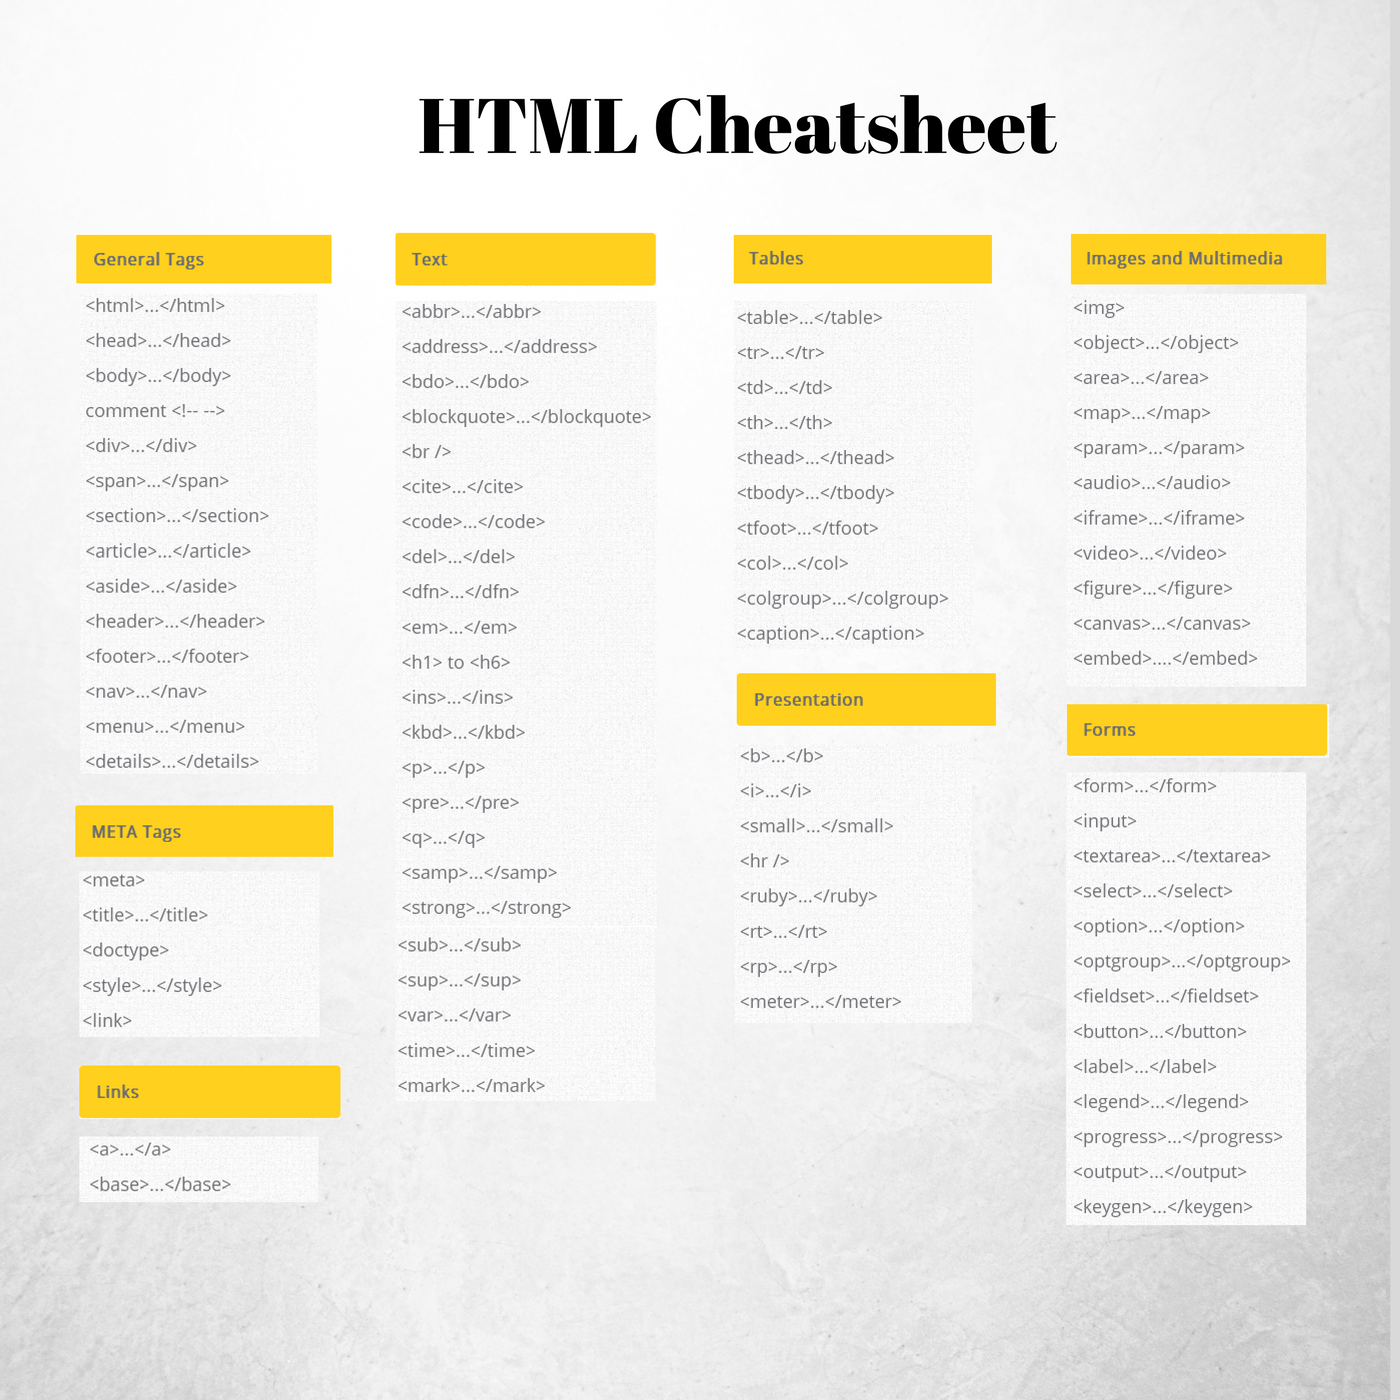 HTML Cheatsheet
General Tags
<html>...</html>
<head>...</head>
<body>...</body>
comment <!-- -->
<div>...</div>
<span>...</span>
<section>...</section>
<article>...</article>
<aside>...</aside>
<header>...</header>
<footer>...</footer>
<nav>...</nav>
<menu>...</menu>
<details>...</details>
META Tags
<meta>
<title>...</title>
<doctype>
<style>...</style>
<link>
Links
<a>...</a>
<base>...</base>
Text
<abbr>...</abbr>
<address>...</address>
<bdo>...</bdo>
<blockquote>...</blockquote>
<br />
<cite>...</cite>
<code>...</code>
<del>...</del>
<dfn>...</dfn>
<em>...</em>
<h1> to <h6>
<ins>...</ins>
<kbd>...</kbd>
<p>...</p>
<pre>...</pre>
<q>...</q>
<samp>...</samp>
<strong>...</strong>
<sub>...</sub>
<sup>...</sup>
<var>...</var>
<time>...</time>
<mark>...</mark>
Tables
<table>...</table>
<tr>...</tr>
<td>...</td>
<th>...</th>
<thead>...</thead>
<tbody>...</tbody>
<tfoot>...</tfoot>
<col>...</col>
<colgroup>...</colgroup>
<caption>...</caption>
Presentation
<b>...</b>
<i>...</i>
<small>...</small>
<hr />
<ruby>...</ruby>
<rt>...</rt>
<rp>...</rp>
<meter>...</meter>
Images and Multimedia
<img>
<object>...</object>
<area>...</area>
<map>...</map>
<param>...</param>
<audio>...</audio>
<iframe>...</iframe>
<video>...</video>
<figure>...</figure>
<canvas>...</canvas>
<embed>....</embed>
Forms
<form>...</form>
<input>
<textarea>...</textarea>
<select>...</select>
<option>...</option>
<optgroup>...</optgroup>
<fieldset>...</fieldset>
<button>...</button>
<label>...</label>
<legend>...</legend>
<progress>...</progress>
<output>...</output>
<keygen>...</keygen>